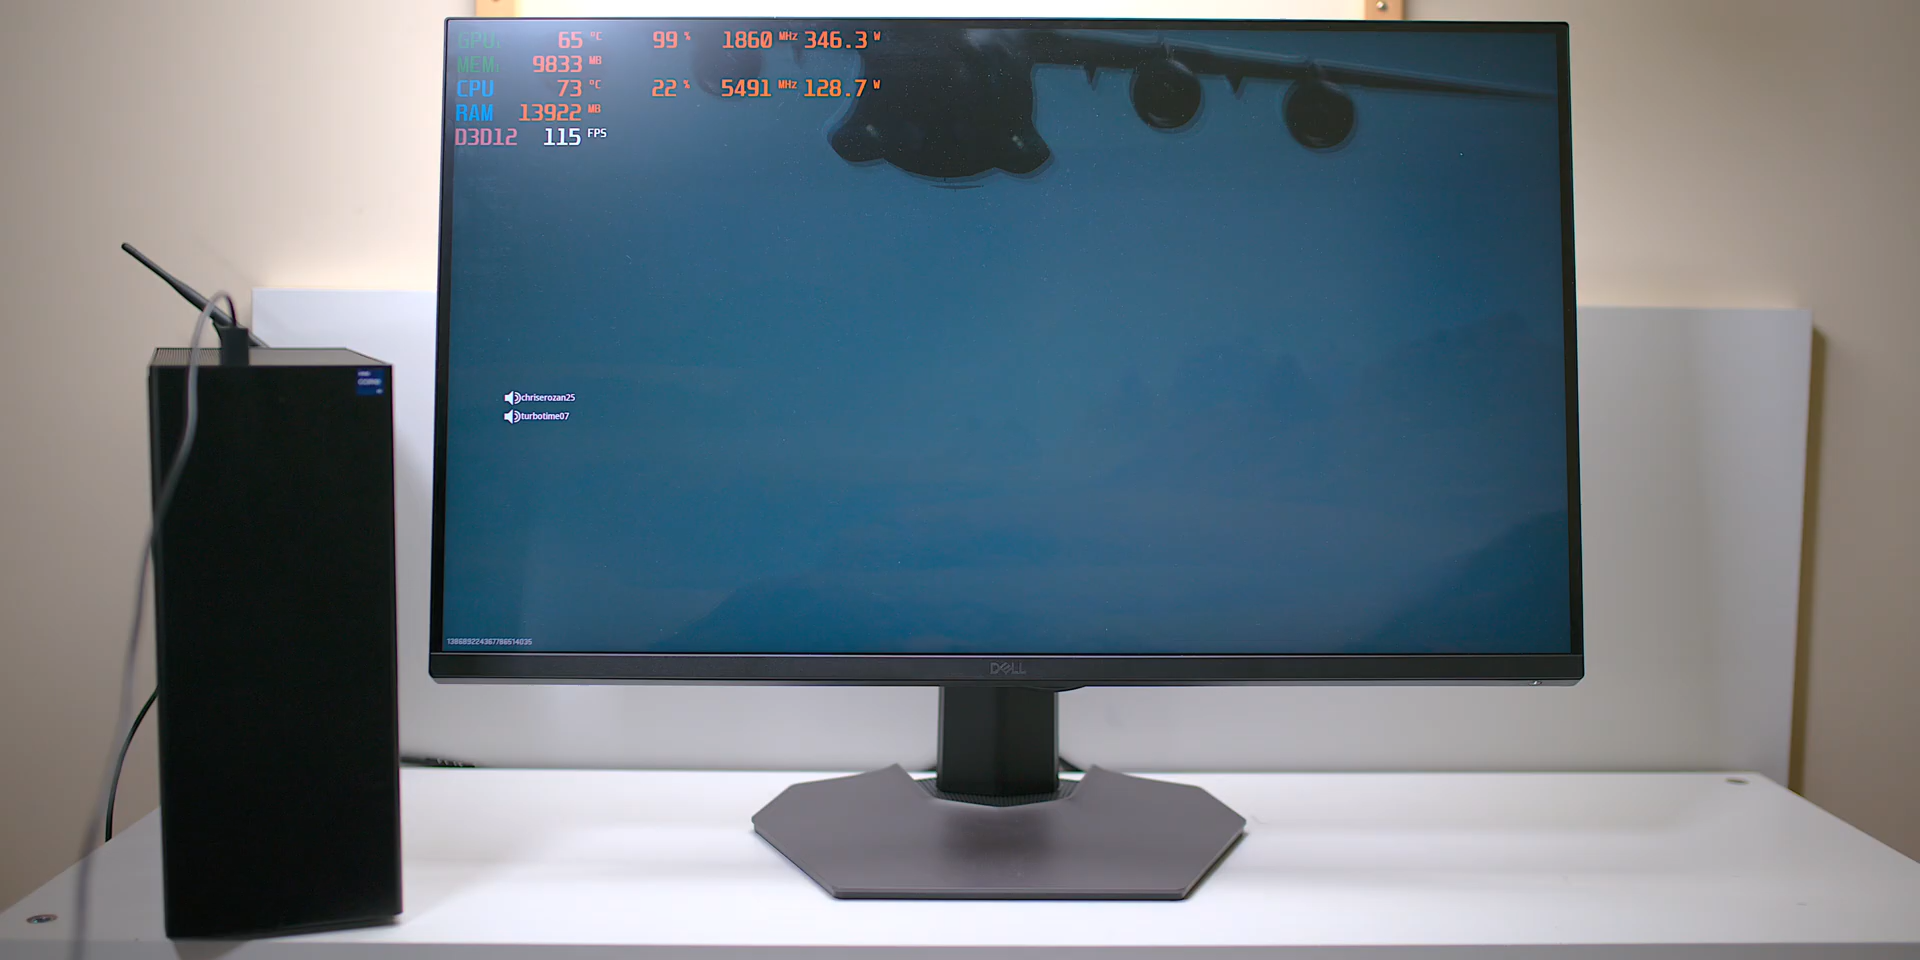 GPU 65 °C 99 % 1860 MHz 346.3 W
MEM 9833 MB
CPU 73 °C 22 % 5491 MHz 128.7 W
RAM 13922 MB
D3D12 115 FPS
chriserozan25
turbotime07
DELL